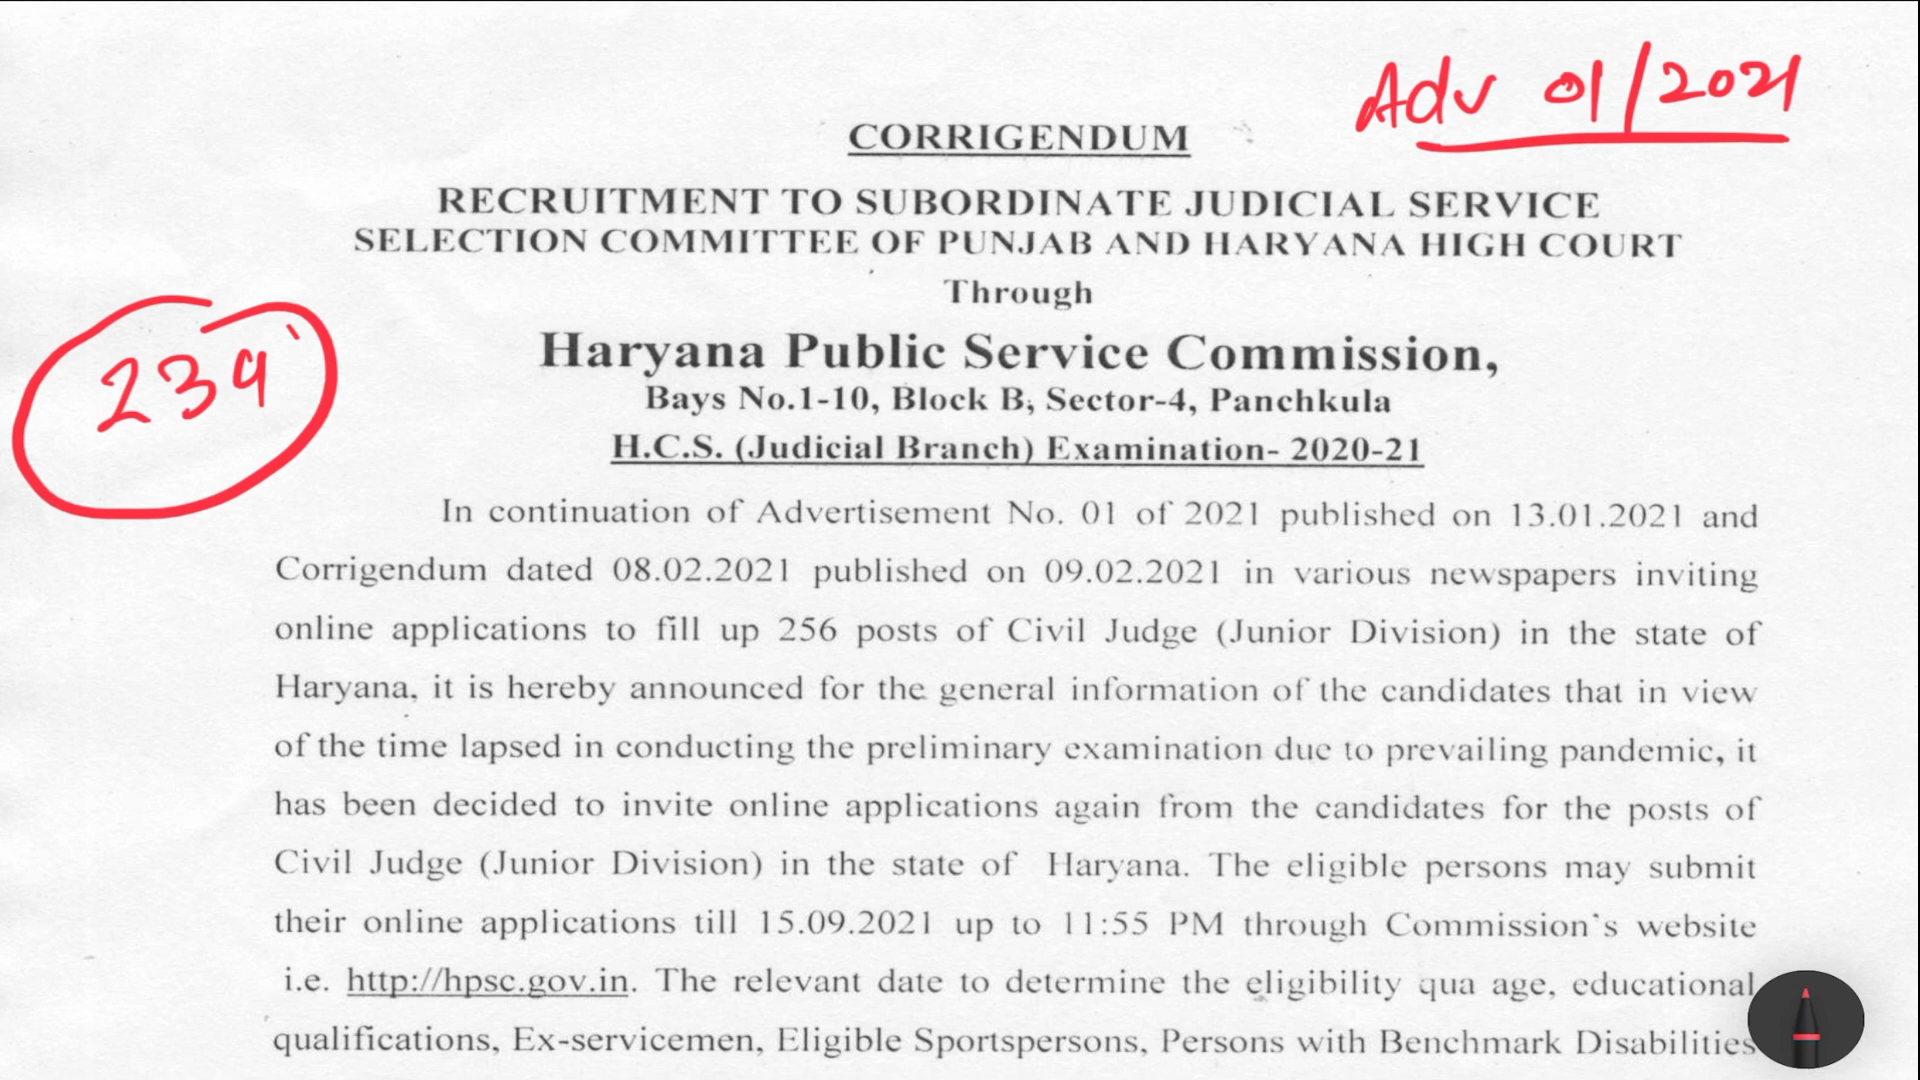 Adv 01/2021
CORRIGENDUM
RECRUITMENT TO SUBORDINATE JUDICIAL SERVICE
SELECTION COMMITTEE OF PUNJAB AND HARYANA HIGH COURT
Through
239
Haryana Public Service Commission,
Bays No.1-10, Block B, Sector-4, Panchkula
H.C.S. (Judicial Branch) Examination- 2020-21
In continuation of Advertisement No. 01 of 2021 published on 13.01.2021 and
Corrigendum dated 08.02.2021 published on 09.02.2021 in various newspapers inviting
online applications to fill up 256 posts of Civil Judge (Junior Division) in the state of
Haryana, it is hereby announced for the general information of the candidates that in view
of the time lapsed in conducting the preliminary examination due to prevailing pandemic, it
has been decided to invite online applications again from the candidates for the posts of
Civil Judge (Junior Division) in the state of Haryana. The eligible persons may submit
their online applications till 15.09.2021 up to 11:55 PM through Commission's website
i.e. http://hpsc.gov.in. The relevant date to determine the eligibility qua age, educational
qualifications, Ex-servicemen, Eligible Sportspersons, Persons with Benchmark Disabilities